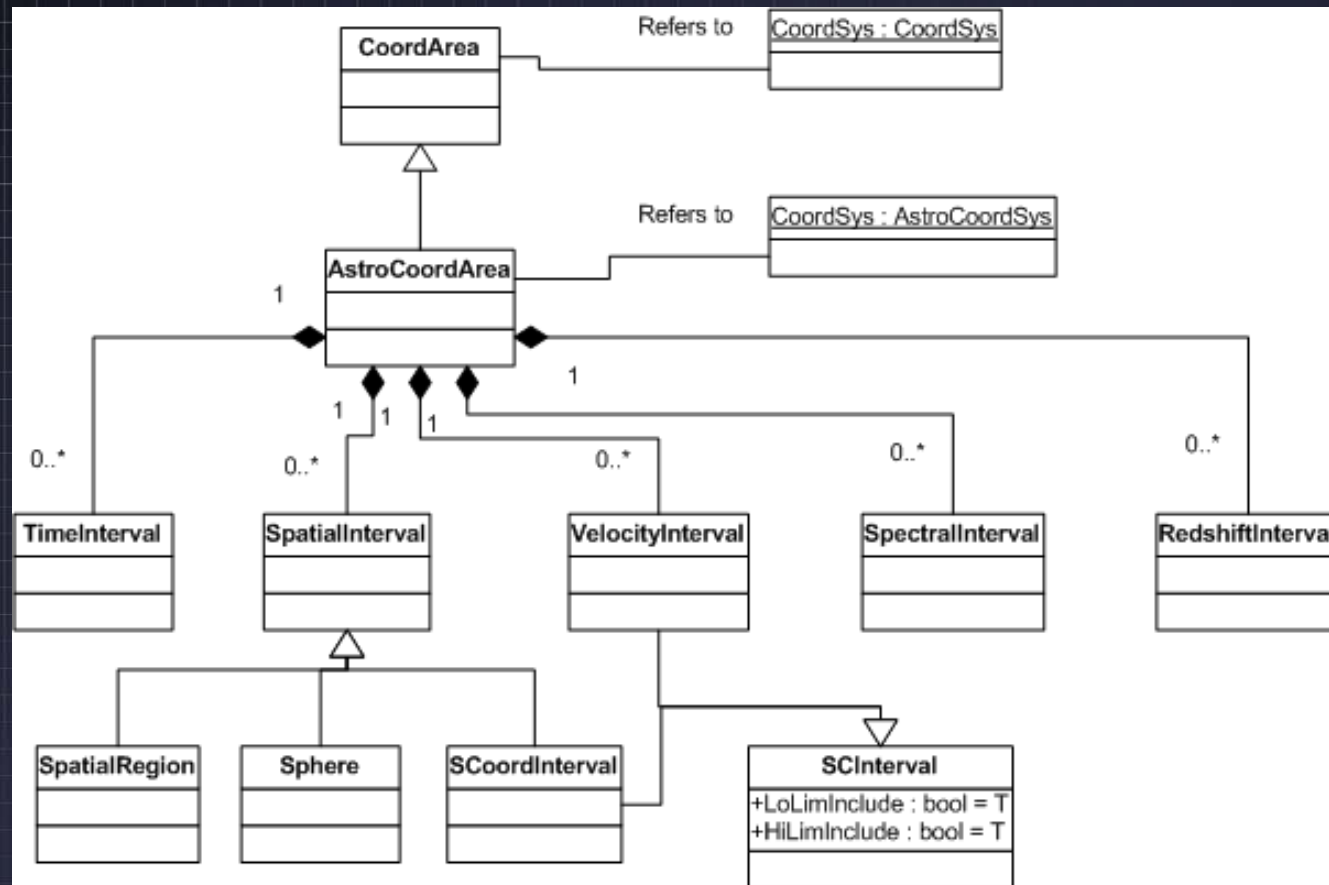 CoordArea
Refers to
CoordSys : CoordSys
Refers to
CoordSys : AstroCoordSys
AstroCoordArea
1
1
1
1
1
0..*
0..*
0..*
0..*
0..*
TimeInterval
SpatialInterval
VelocityInterval
SpectralInterval
RedshiftInterva
SpatialRegion
Sphere
SCoordInterval
SCInterval
+LoLimInclude : bool = T
+HiLimInclude : bool = T